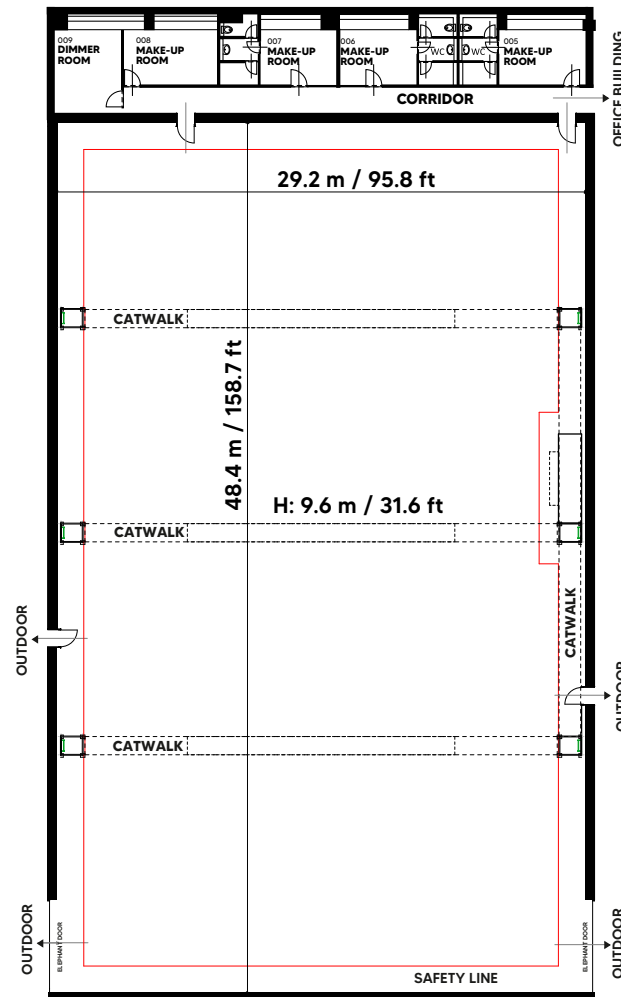 009
DIMMER
ROOM
008
MAKE-UP
ROOM
007
MAKE-UP
ROOM
006
MAKE-UP
ROOM
WC
WC
005
MAKE-UP
ROOM
CORRIDOR
OFFICE BUILDING
29.2 m / 95.8 ft
CATWALK
48.4 m / 158.7 ft
H: 9.6 m / 31.6 ft
CATWALK
CATWALK
OUTDOOR
OUTDOOR
CATWALK
OUTDOOR
ELEPHANT DOOR
ELEPHANT DOOR
OUTDOOR
SAFETY LINE